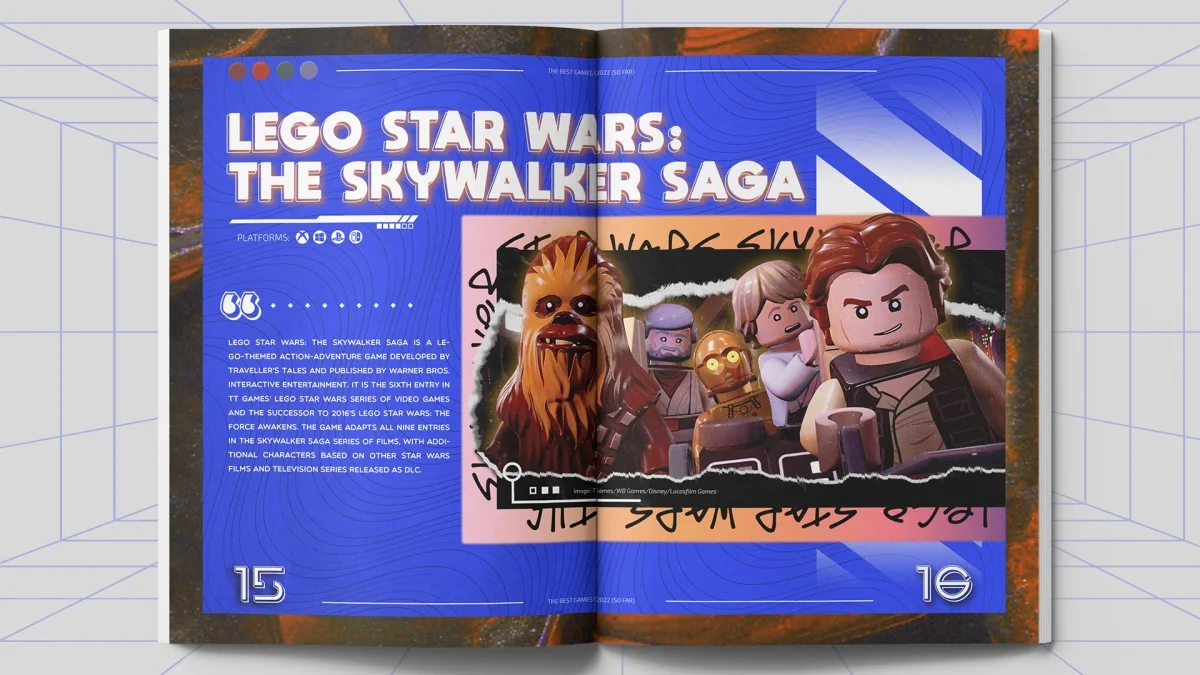 THE BEST GAMES 2022 (SO FAR)
LEGO STAR WARS:
THE SKYWALKER SAGA
PLATFORMS:
LEGO STAR WARS: THE SKYWALKER SAGA IS A LE-
GO-THEMED ACTION-ADVENTURE GAME DEVELOPED BY
TRAVELLER'S TALES AND PUBLISHED BY WARNER BROS.
INTERACTIVE ENTERTAINMENT. IT IS THE SIXTH ENTRY IN
TT GAMES' LEGO STAR WARS SERIES OF VIDEO GAMES
AND THE SUCCESSOR TO 2016'S LEGO STAR WARS: THE
FORCE AWAKENS. THE GAME ADAPTS ALL NINE ENTRIES
IN THE SKYWALKER SAGA SERIES OF FILMS, WITH ADDI-
TIONAL CHARACTERS BASED ON OTHER STAR WARS
FILMS AND TELEVISION SERIES RELEASED AS DLC.
STAR WARS
Games/WB Games/Disney/Lucasfilm Games
STAR WARS
15
THE BEST GAMES 2022 (SO FAR)
16